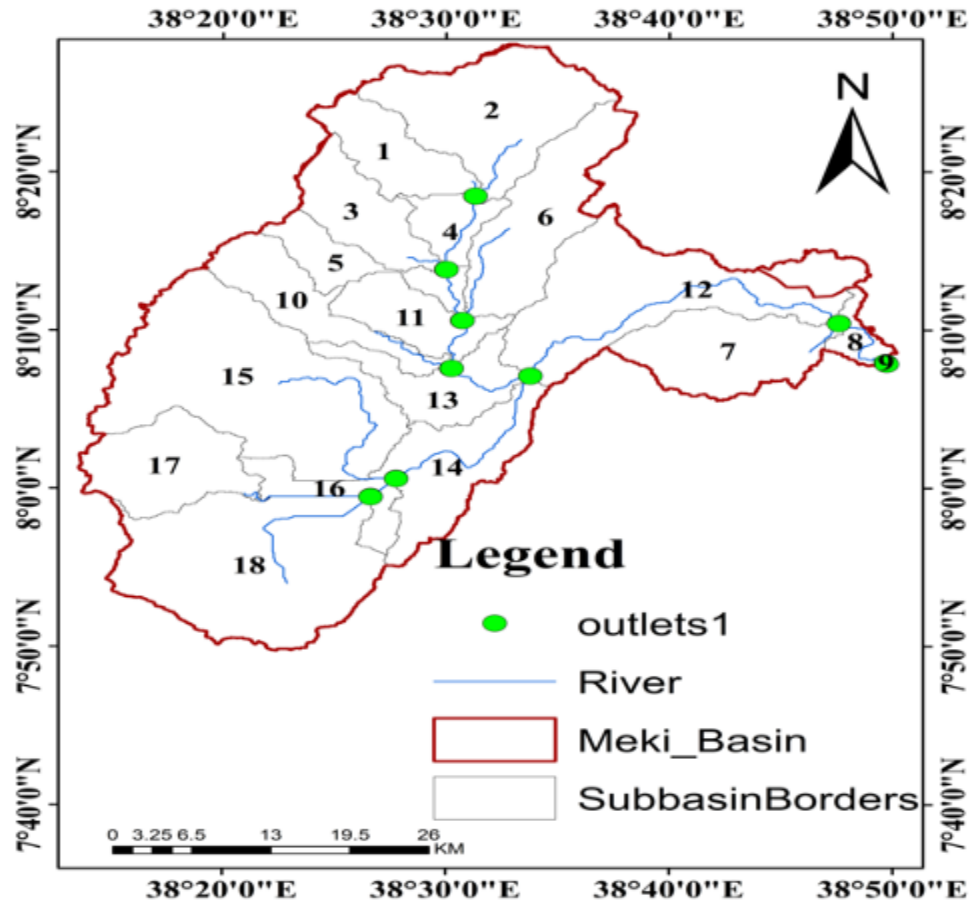 38°20'0"E 38°30'0"E 38°40'0"E 38°50'0"E
N
2
1
8°20'0"N 8°20'0"N
3
6
4
5
12
10
11
8°10'0"N 8°10'0"N
8
7
9
15
13
14
17
16
8°0'0"N 8°0'0"N
18
Legend
outlets1
7°50'0"N 7°50'0"N
River
Meki_Basin
SubbasinBorders
7°40'0"N 7°40'0"N
0 3.25 6.5 13 19.5 26
KM
38°20'0"E 38°30'0"E 38°40'0"E 38°50'0"E